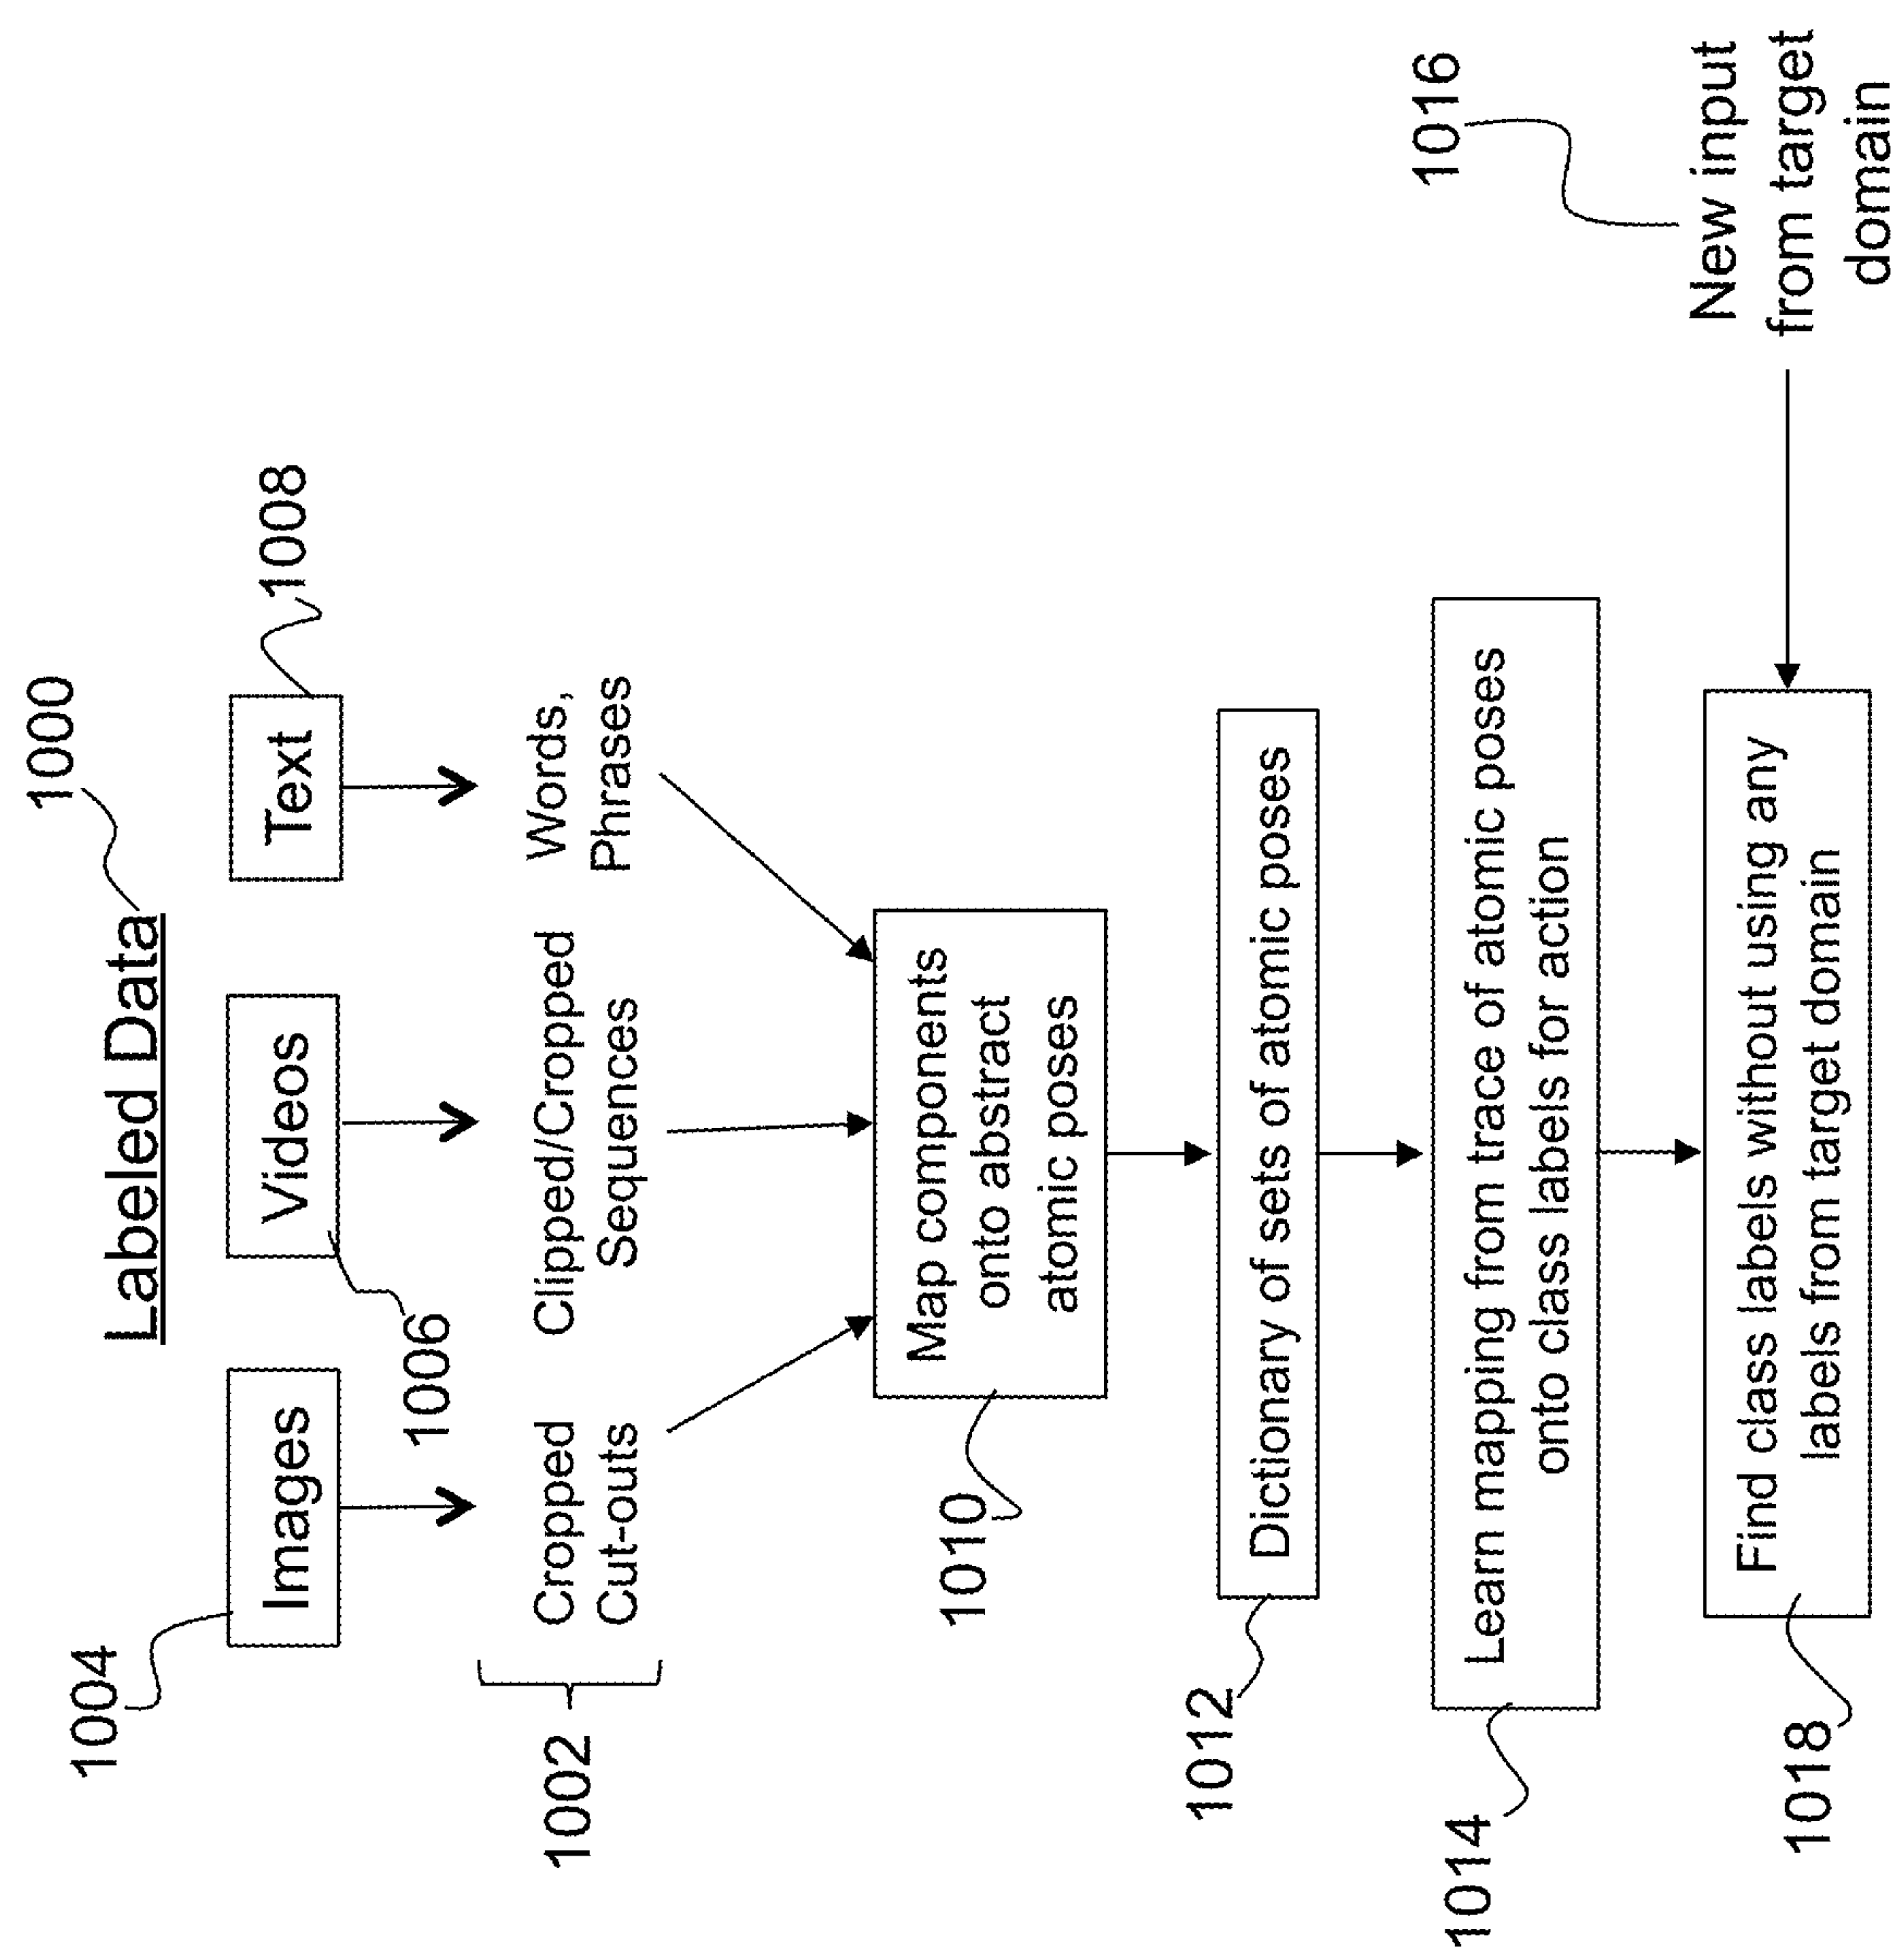 Labeled Data
1000
1004
Images
1006
Videos
Text
1008
1002
Cropped
Cut-outs
Clipped/Cropped
Sequences
Words,
Phrases
1010
Map components
onto abstract
atomic poses
1012
Dictionary of sets of atomic poses
1014
Learn mapping from trace of atomic poses
onto class labels for action
1016
New input
from target
domain
1018
Find class labels without using any
labels from target domain